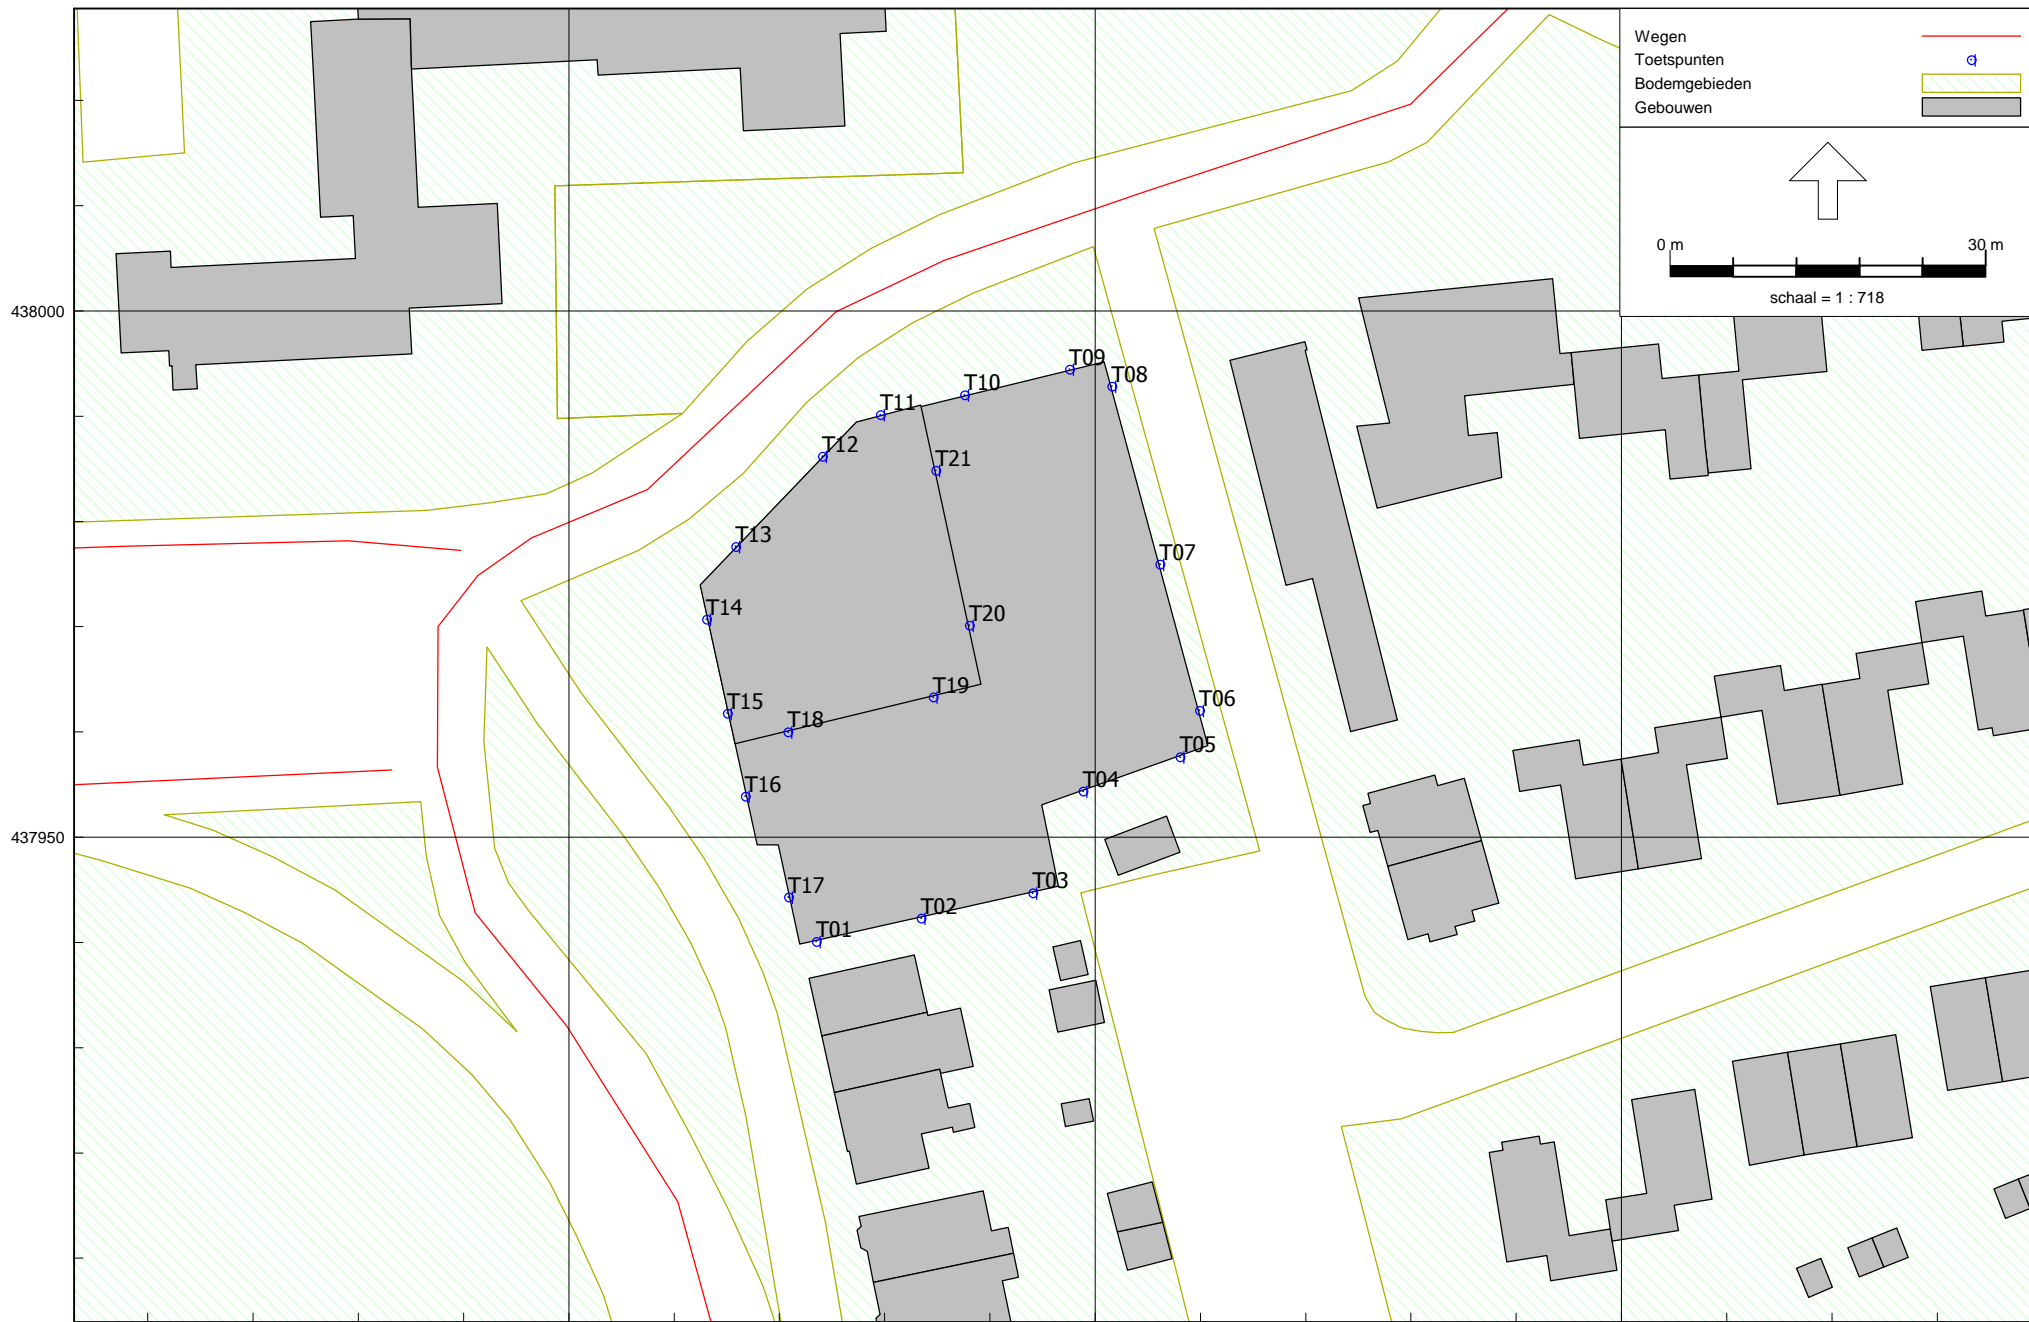 Wegen
Toetspunten
Bodemgebieden
Gebouwen
0 m 30 m
schaal = 1 : 718
438000
T09
T08
T10
T11
T12
T21
T13
T07
T14
T20
T19
T15
T06
T18
T05
T04
T16
437950
T03
T17
T02
T01